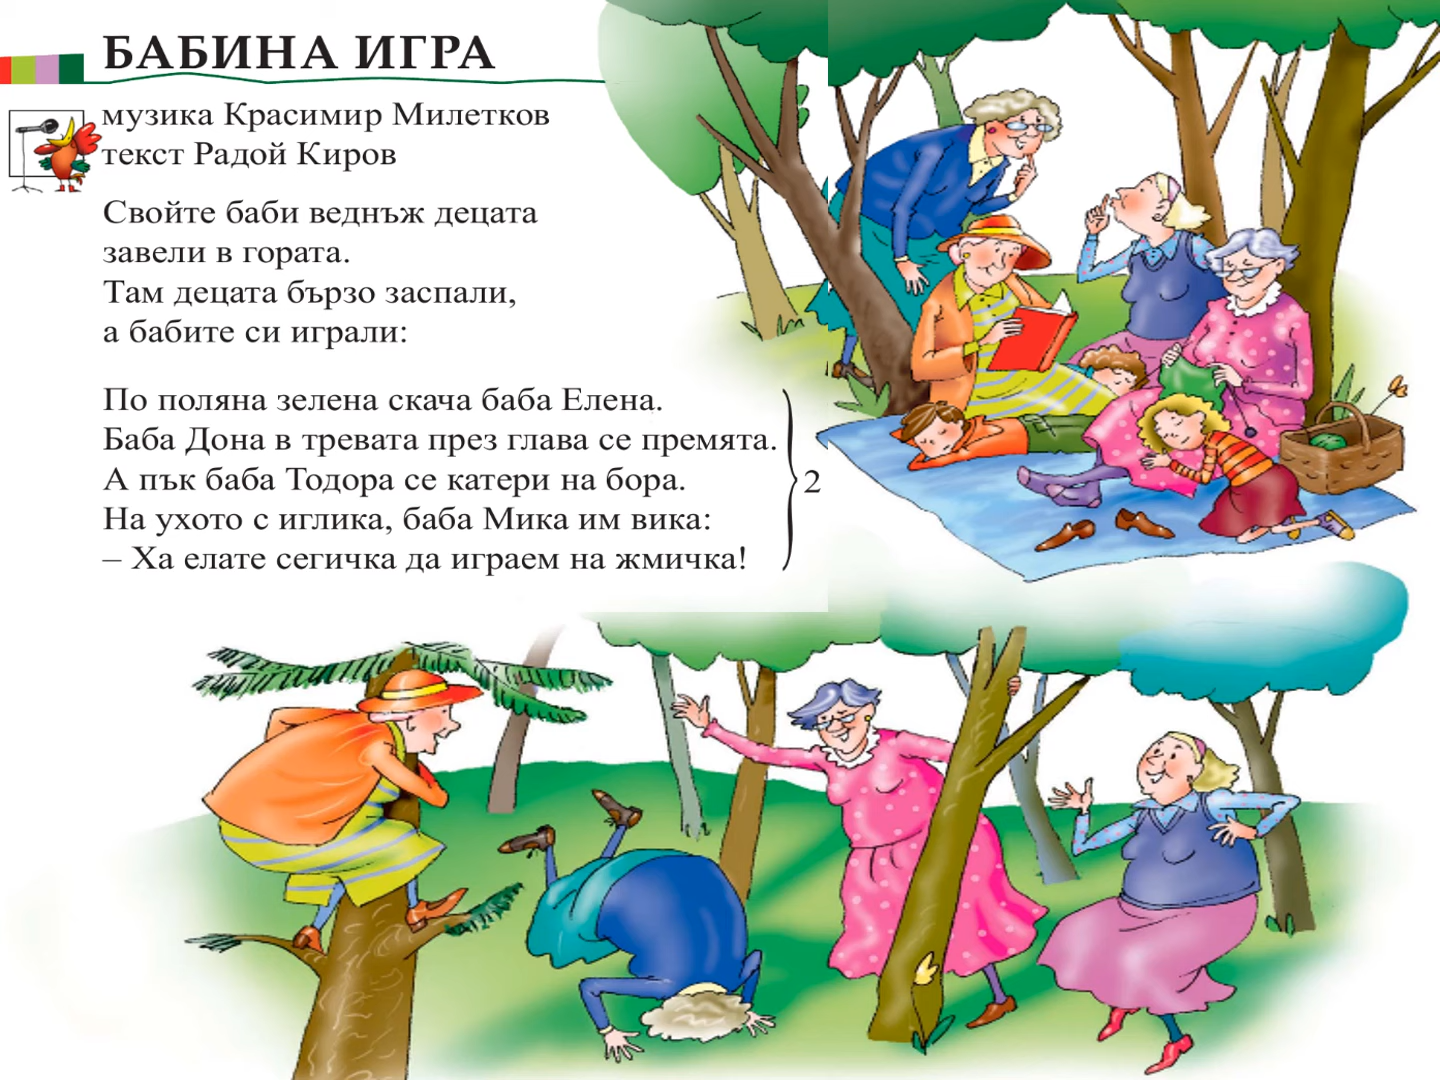 БАБИНА ИГРА
музика Красимир Милетков
текст Радой Киров
Свойте баби веднъж децата
завели в гората.
Там децата бързо заспали,
а бабите си играли:
По поляна зелена скача баба Елена.
Баба Дона в тревата през глава се премята.
А пък баба Тодора се катери на бора.
На ухото с иглика, баба Мика им вика:
– Ха елате сегичка да играем на жмичка!
2